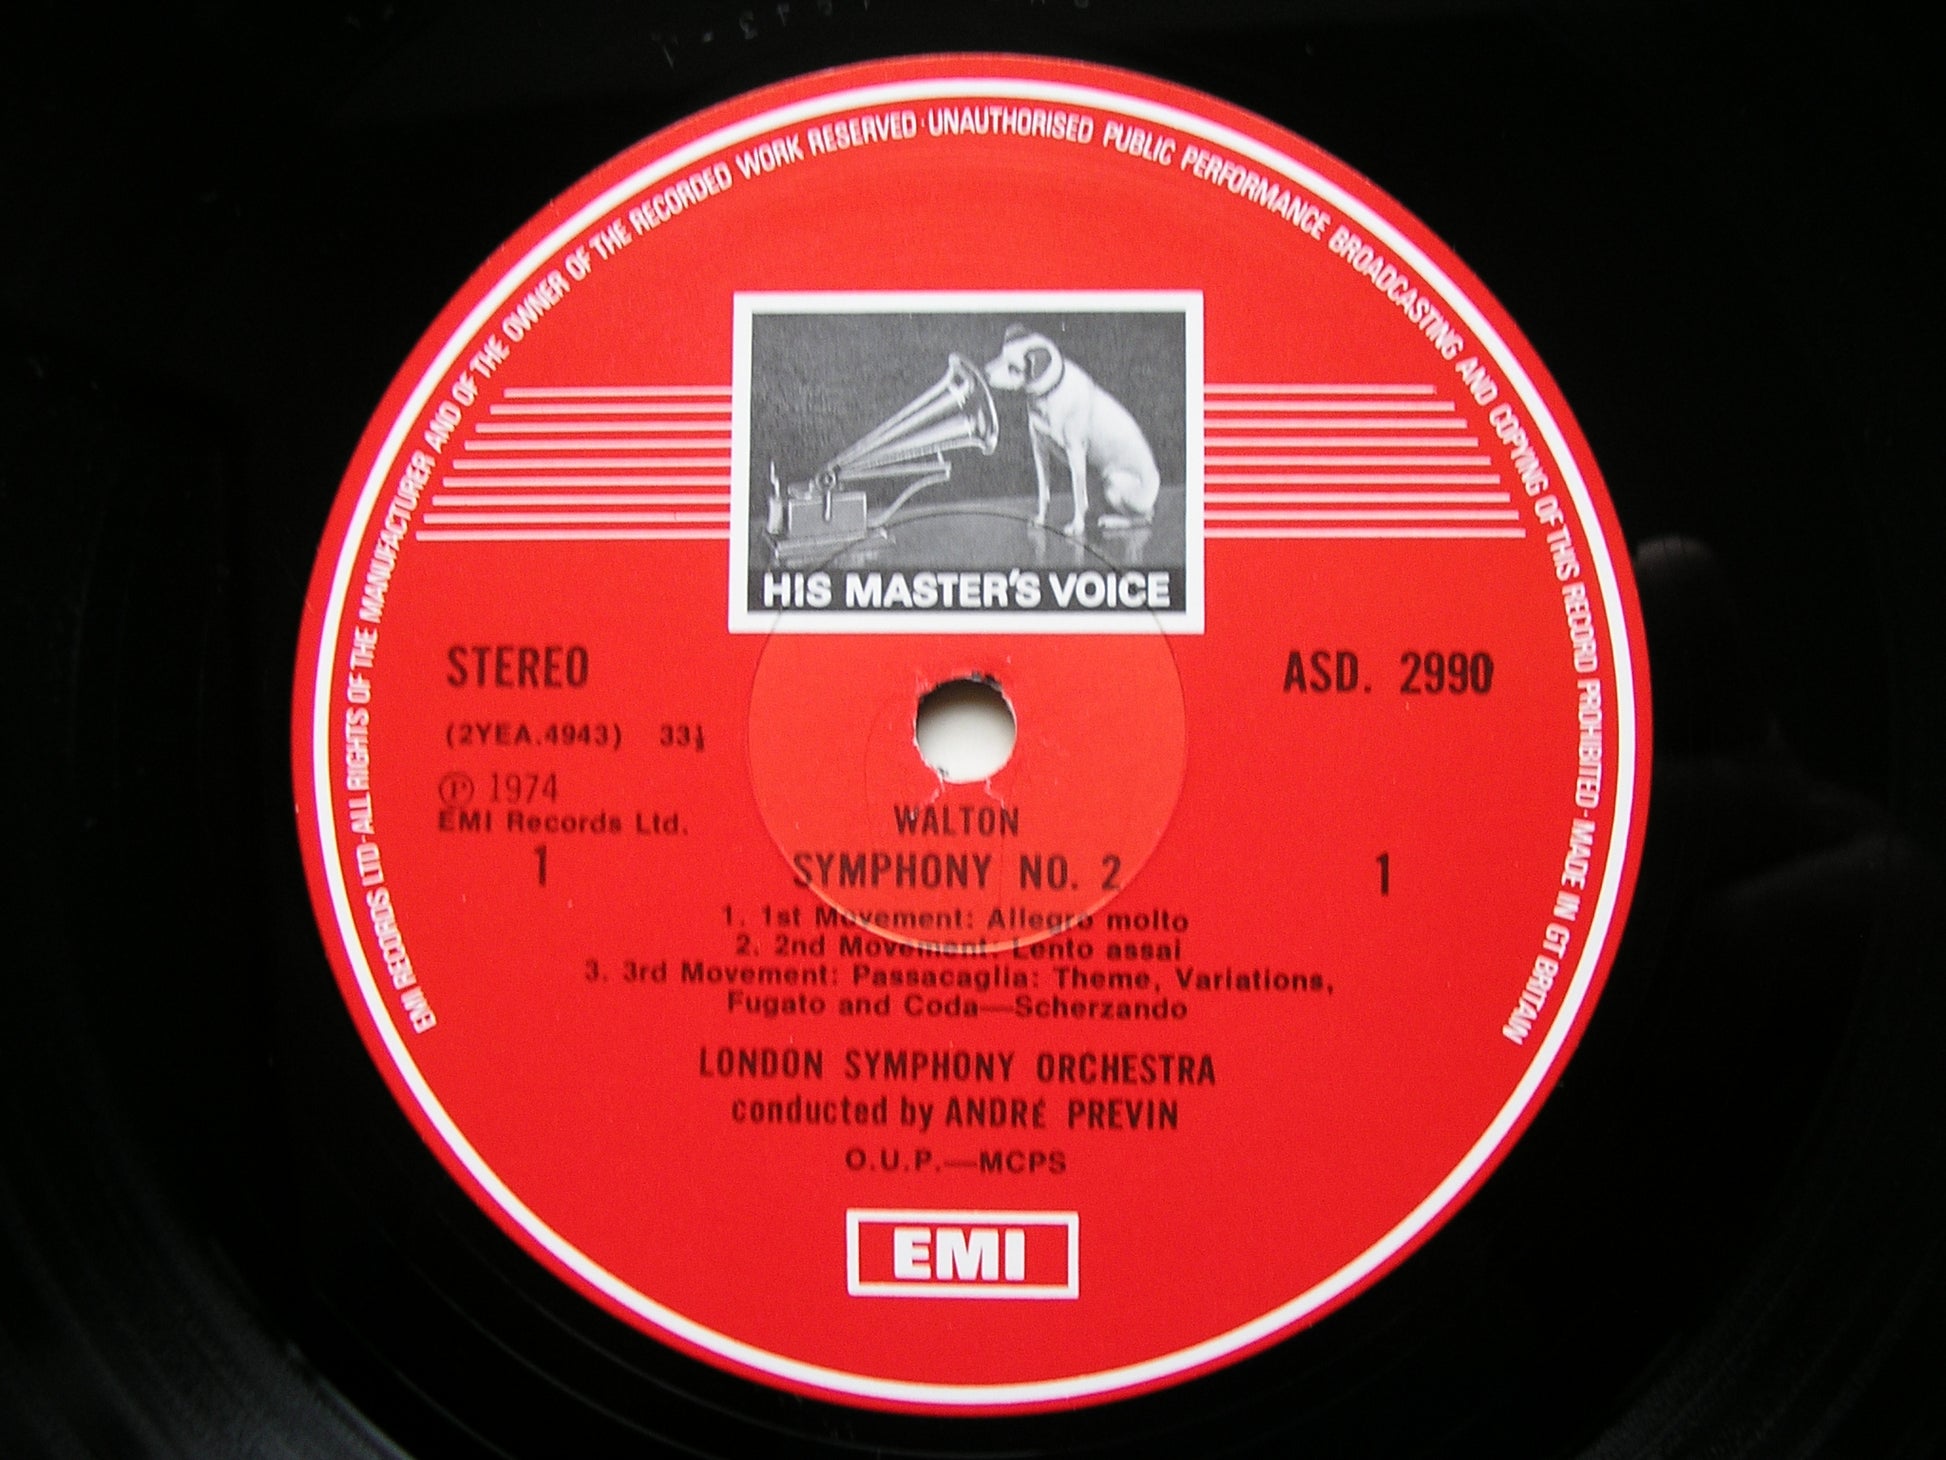 EMI RECORDS LTD·ALL RIGHTS OF THE MANUFACTURER AND OF THE OWNER OF THE RECORDED WORK RESERVED·UNAUTHORISED PUBLIC PERFORMANCE BROADCASTING AND COPYING OF THIS RECORD PROHIBITED·MADE IN GT BRITAIN
HIS MASTER'S VOICE
STEREO
ASD. 2990
(2YEA.4943) 33⅓
℗ 1974
EMI Records Ltd.
1
1
WALTON
SYMPHONY NO. 2
1. 1st Movement: Allegro molto
2. 2nd Movement: Lento assai
3. 3rd Movement: Passacaglia: Theme, Variations,
Fugato and Coda—Scherzando
LONDON SYMPHONY ORCHESTRA
conducted by ANDRÉ PREVIN
O.U.P.—MCPS
EMI